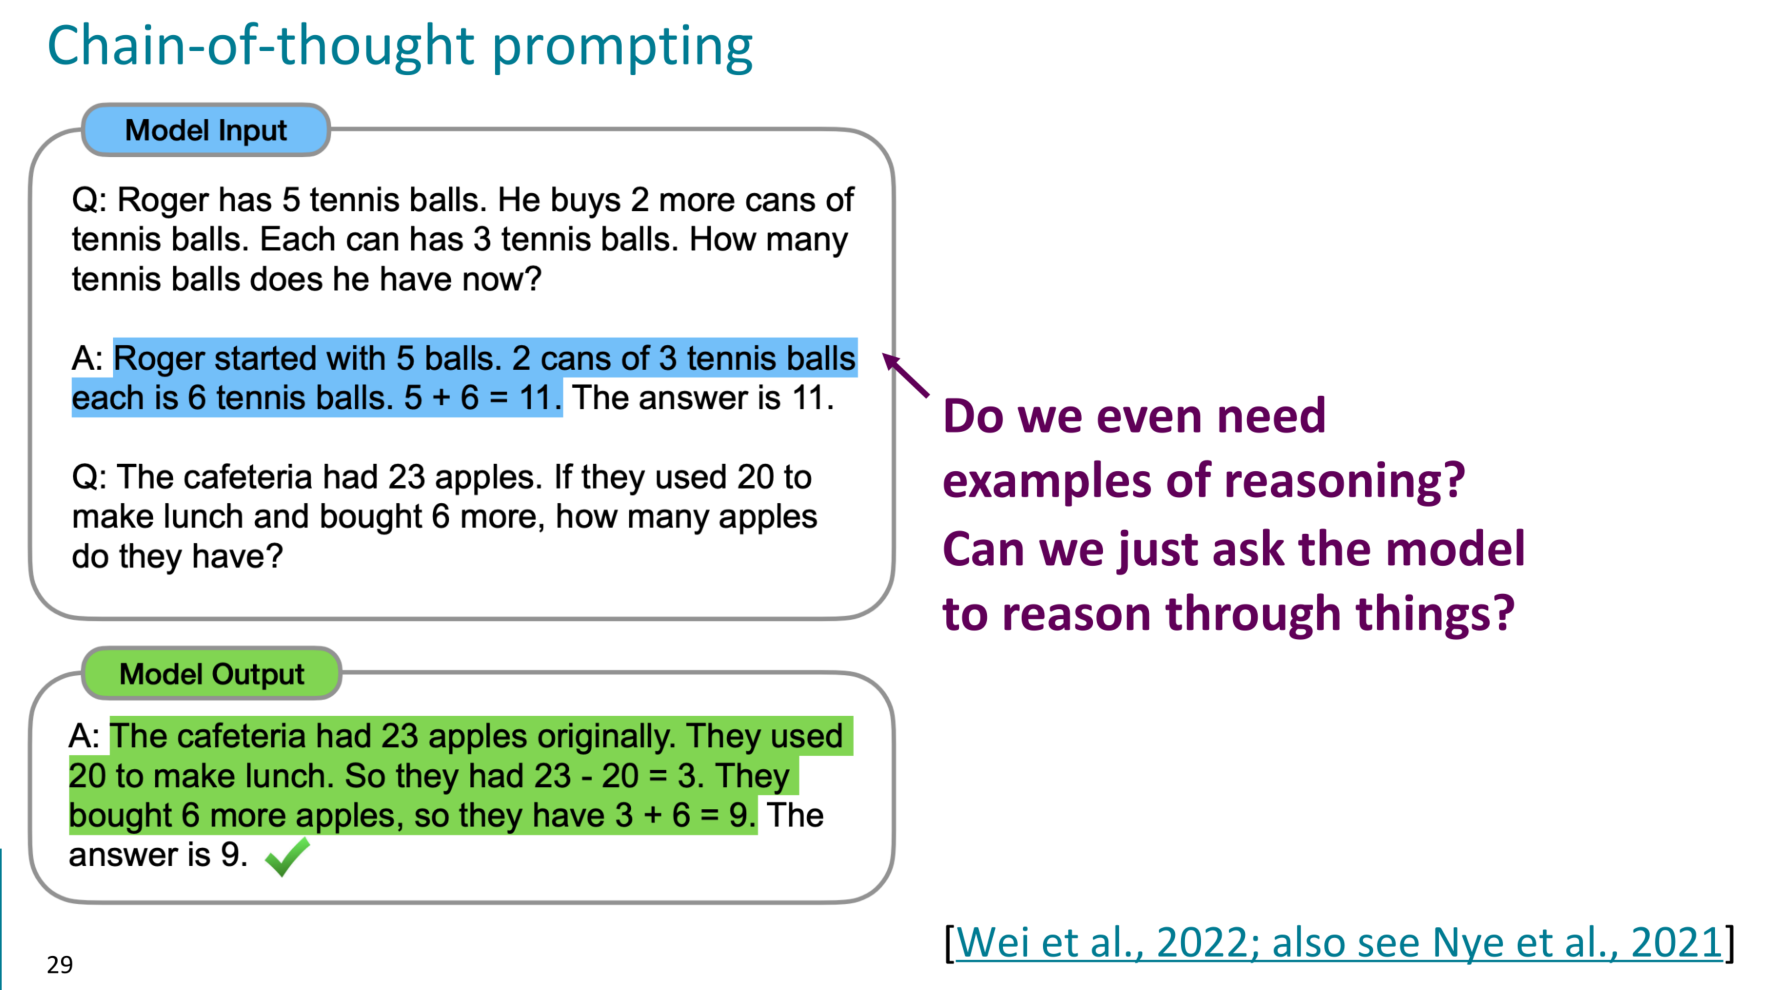 Chain-of-thought prompting
Model Input
Q: Roger has 5 tennis balls. He buys 2 more cans of
tennis balls. Each can has 3 tennis balls. How many
tennis balls does he have now?
A: Roger started with 5 balls. 2 cans of 3 tennis balls
each is 6 tennis balls. 5 + 6 = 11. The answer is 11.
Q: The cafeteria had 23 apples. If they used 20 to
make lunch and bought 6 more, how many apples
do they have?
Do we even need
examples of reasoning?
Can we just ask the model
to reason through things?
Model Output
A: The cafeteria had 23 apples originally. They used
20 to make lunch. So they had 23 - 20 = 3. They
bought 6 more apples, so they have 3 + 6 = 9. The
answer is 9.
[Wei et al., 2022; also see Nye et al., 2021]
29